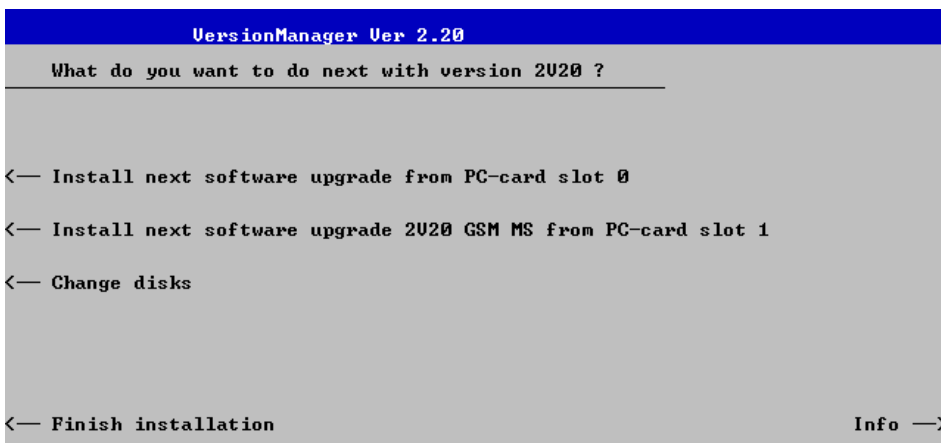 VersionManager Ver 2.20
What do you want to do next with version 2V20 ?
<—— Install next software upgrade from PC-card slot 0
<—— Install next software upgrade 2V20 GSM MS from PC-card slot 1
<—— Change disks
<—— Finish installation Info ——>